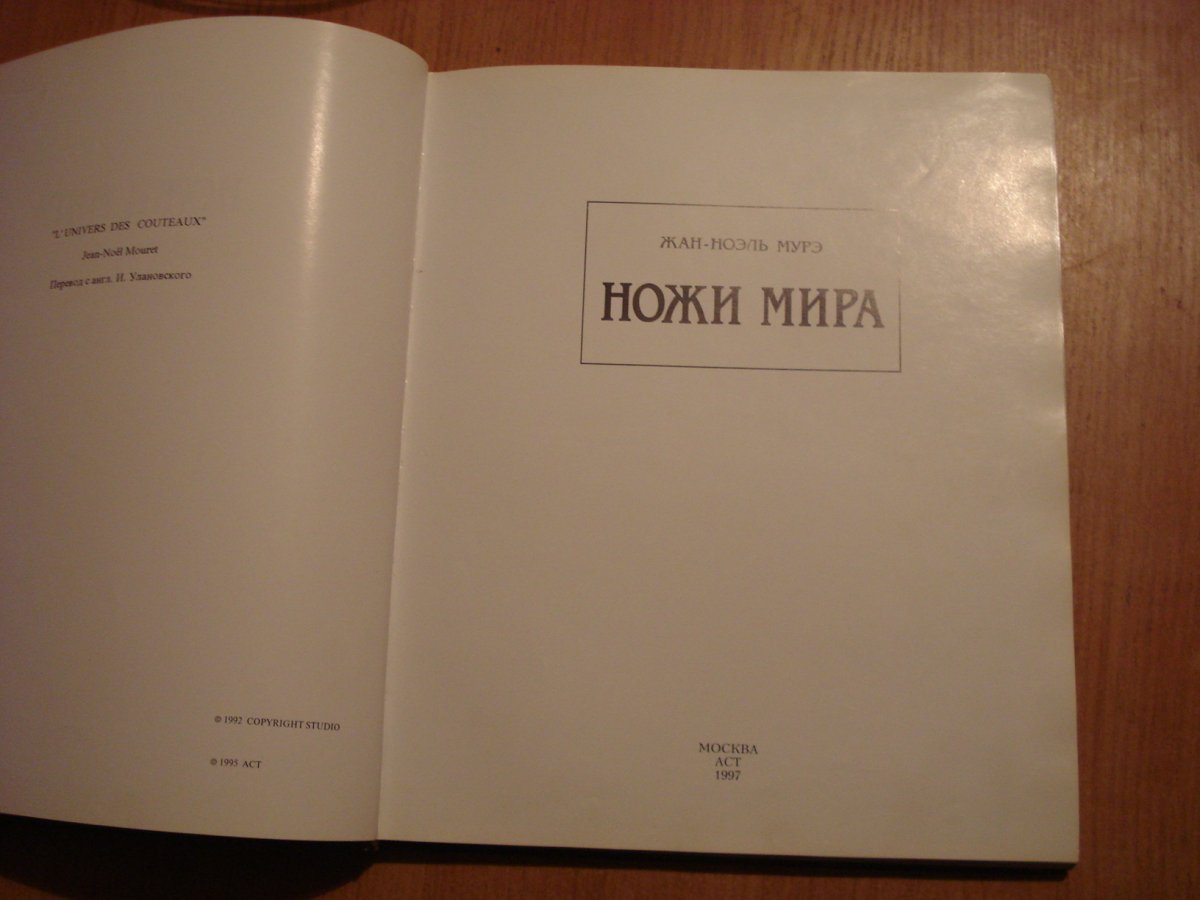 "L'UNIVERS DES COUTEAUX"
Jean-Noël Mouret
Перевод с англ. И. Улановского
© 1992 COPYRIGHT STUDIO
© 1995 АСТ
ЖАН-НОЭЛЬ МУРЭ
НОЖИ МИРА
МОСКВА
АСТ
1997